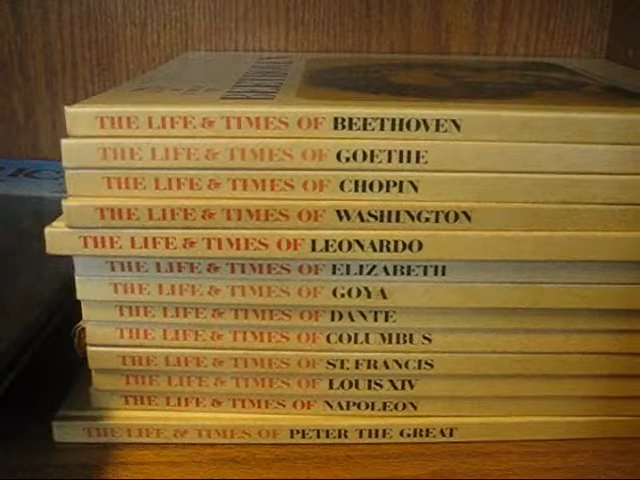 THE LIFE & TIMES OF BEETHOVEN
THE LIFE & TIMES OF GOETHE
THE LIFE & TIMES OF CHOPIN
THE LIFE & TIMES OF WASHINGTON
THE LIFE & TIMES OF LEONARDO
THE LIFE & TIMES OF ELIZABETH
THE LIFE & TIMES OF GOYA
THE LIFE & TIMES OF DANTE
THE LIFE & TIMES OF COLUMBUS
THE LIFE & TIMES OF ST. FRANCIS
THE LIFE & TIMES OF LOUIS XIV
THE LIFE & TIMES OF NAPOLEON
THE LIFE & TIMES OF PETER THE GREAT